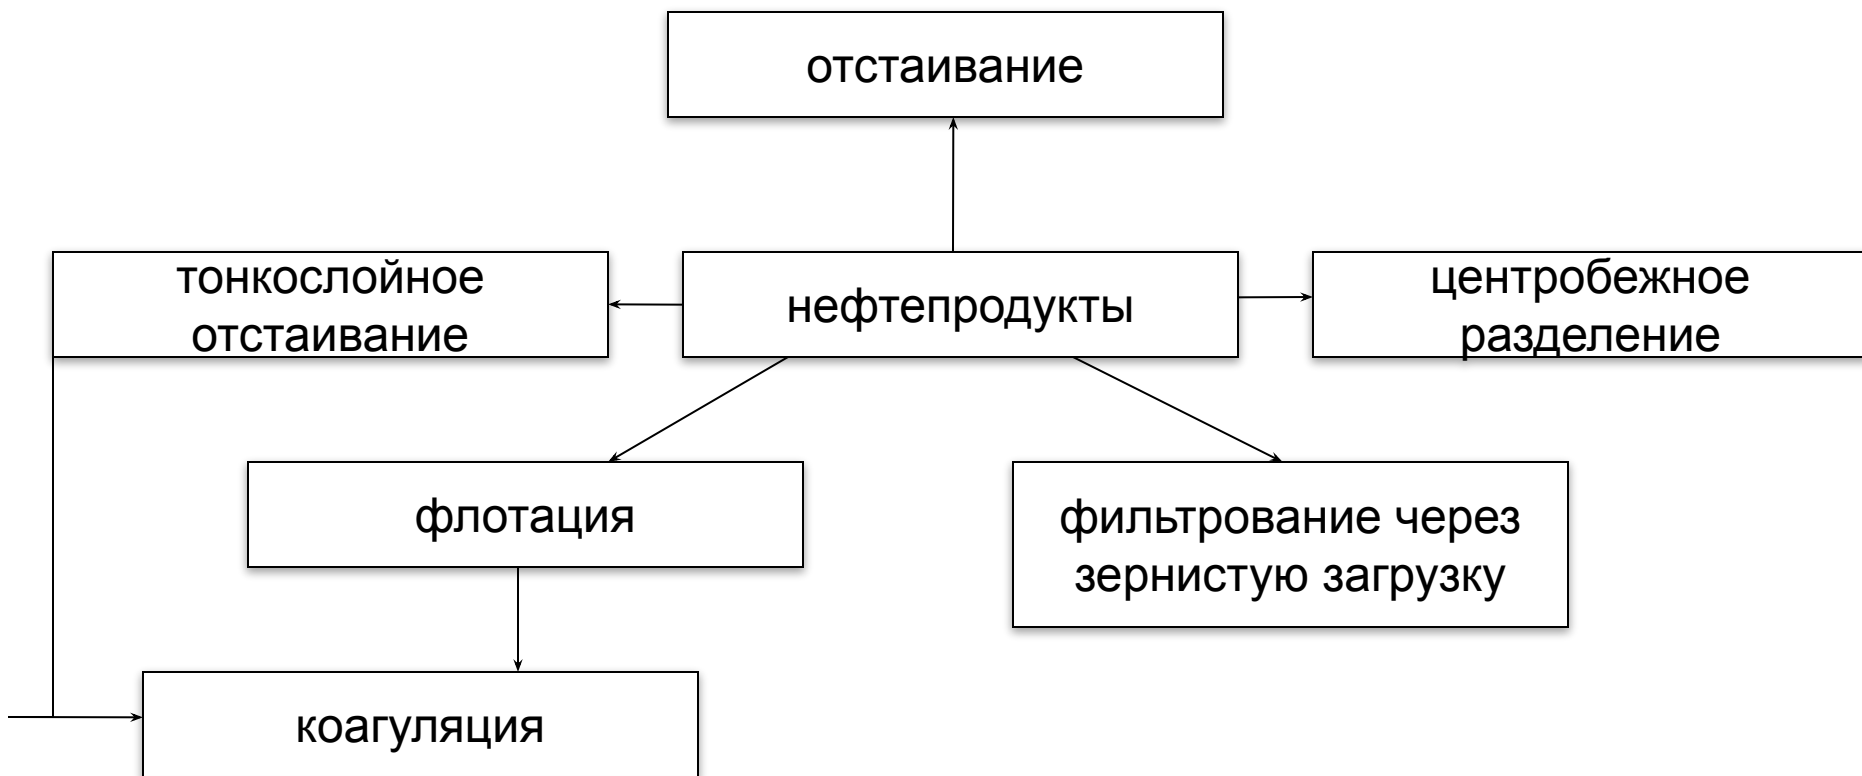 отстаивание
тонкослойное
отстаивание
нефтепродукты
центробежное
разделение
флотация
фильтрование через
зернистую загрузку
коагуляция